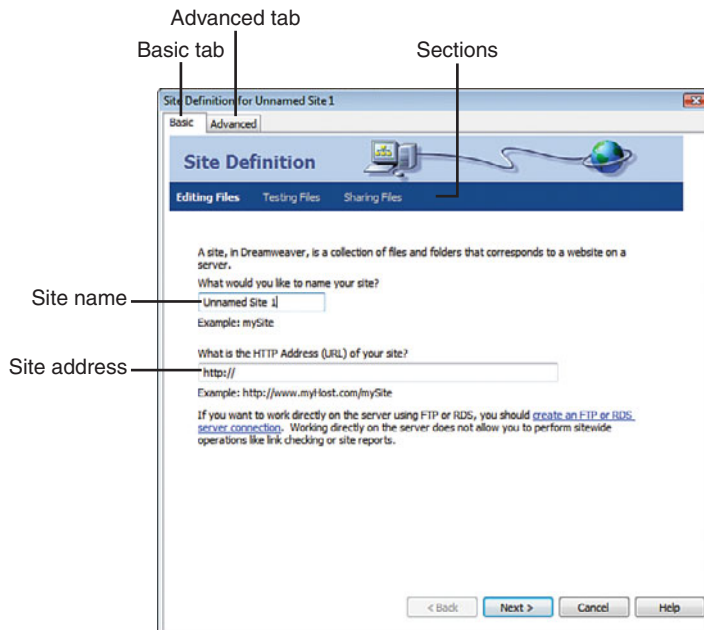 Advanced tab
Basic tab
Sections
Site Definition for Unnamed Site 1
Basic
Advanced
Site Definition
Editing Files
Testing Files
Sharing Files
A site, in Dreamweaver, is a collection of files and folders that corresponds to a website on a
server.
What would you like to name your site?
Site name
Unnamed Site 1
Example: mySite
What is the HTTP Address (URL) of your site?
Site address
http://
Example: http://www.myHost.com/mySite
If you want to work directly on the server using FTP or RDS, you should create an FTP or RDS
server connection. Working directly on the server does not allow you to perform sitewide
operations like link checking or site reports.
< Back
Next >
Cancel
Help